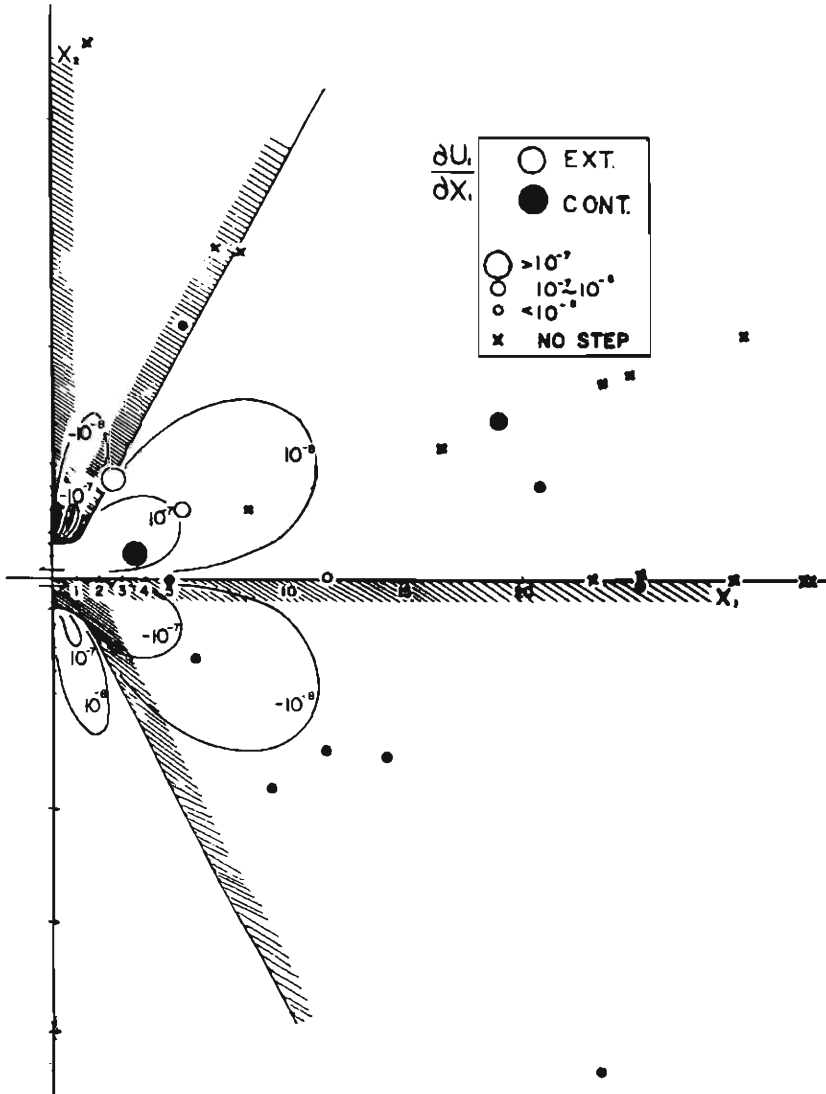 X₂
∂U₁
∂X₁
EXT.
CONT.
>10⁻⁷
10⁻⁷~10⁻⁸
<10⁻⁸
NO STEP
-10⁻⁸
-10⁻⁷
10⁻⁸
10⁻⁷
1 2 3 4 5 10 15 20
X₁
-10⁻⁷
10⁻⁷
10⁻⁸
-10⁻⁸